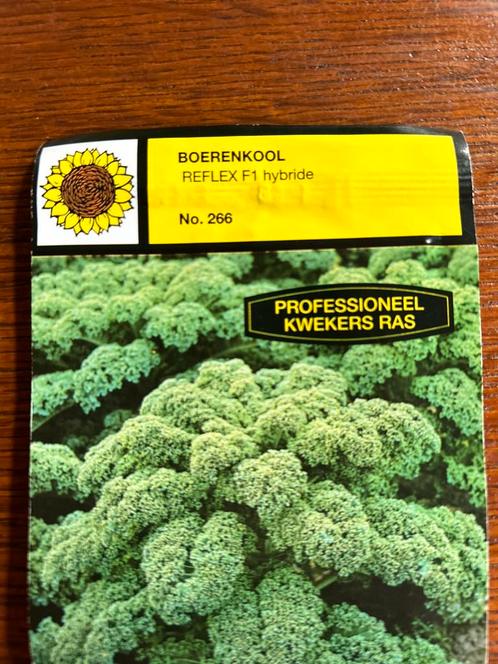 BOERENKOOL
REFLEX F1 hybride
No. 266
PROFESSIONEEL
KWEKERS RAS